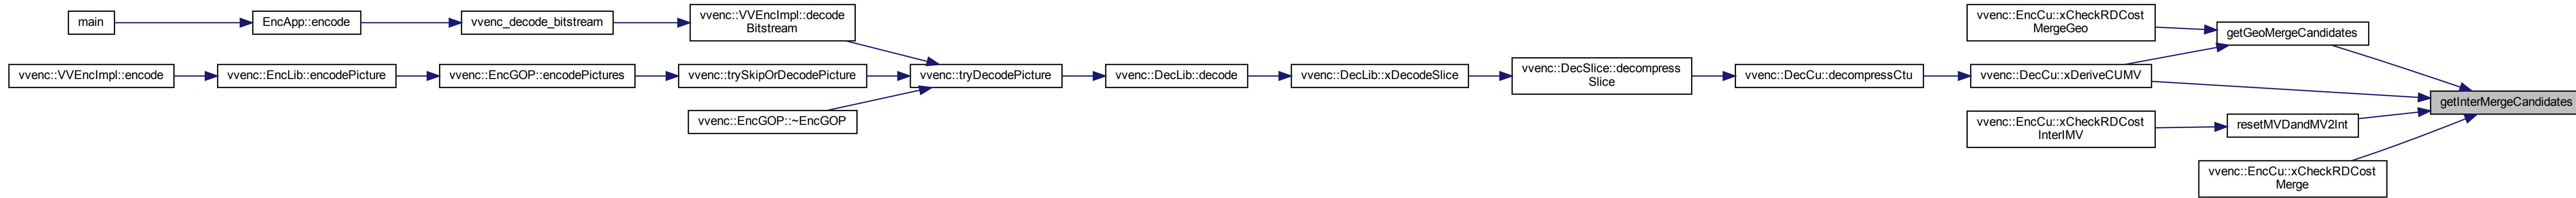 main
EncApp::encode
vvenc_decode_bitstream
vvenc::VVEncImpl::decode
Bitstream
vvenc::EncCu::xCheckRDCost
MergeGeo
getGeoMergeCandidates
vvenc::VVEncImpl::encode
vvenc::EncLib::encodePicture
vvenc::EncGOP::encodePictures
vvenc::trySkipOrDecodePicture
vvenc::tryDecodePicture
vvenc::DecLib::decode
vvenc::DecLib::xDecodeSlice
vvenc::DecSlice::decompress
Slice
vvenc::DecCu::decompressCtu
vvenc::DecCu::xDeriveCUMV
getInterMergeCandidates
vvenc::EncGOP::~EncGOP
vvenc::EncCu::xCheckRDCost
InterIMV
resetMVDandMV2Int
vvenc::EncCu::xCheckRDCost
Merge